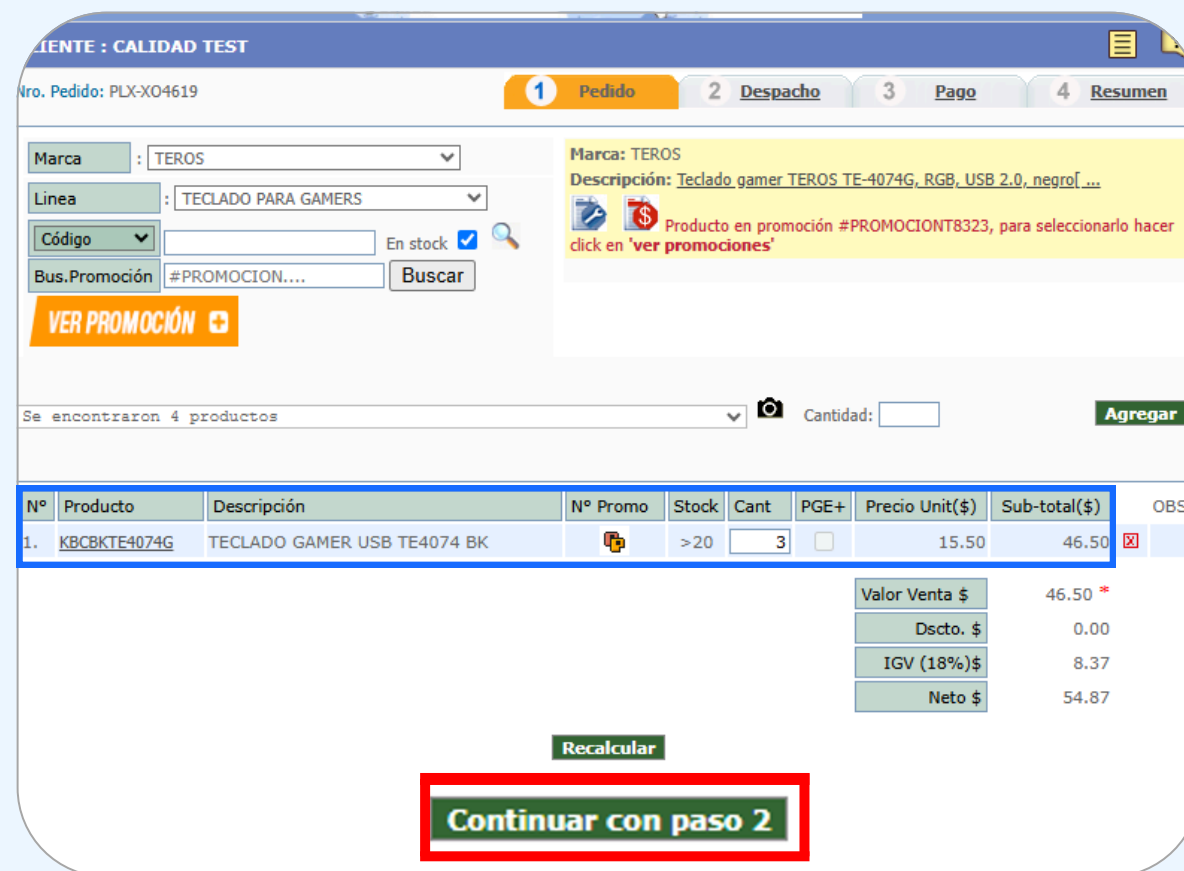 CLIENTE : CALIDAD TEST
Nro. Pedido: PLX-XO4619
1 Pedido 2 Despacho 3 Pago 4 Resumen
Marca : TEROS
Linea : TECLADO PARA GAMERS
Código En stock
Bus.Promoción #PROMOCION.... Buscar
VER PROMOCIÓN
Marca: TEROS
Descripción: Teclado gamer TEROS TE-4074G, RGB, USB 2.0, negro[ ...
Producto en promoción #PROMOCIONT8323, para seleccionarlo hacer
click en 'ver promociones'
Se encontraron 4 productos Cantidad: Agregar
N° Producto Descripción N° Promo Stock Cant PGE+ Precio Unit($) Sub-total($) OBS
1. KBCBKTE4074G TECLADO GAMER USB TE4074 BK >20 3 15.50 46.50 X
Valor Venta $ 46.50 *
Dscto. $ 0.00
IGV (18%)$ 8.37
Neto $ 54.87
Recalcular
Continuar con paso 2